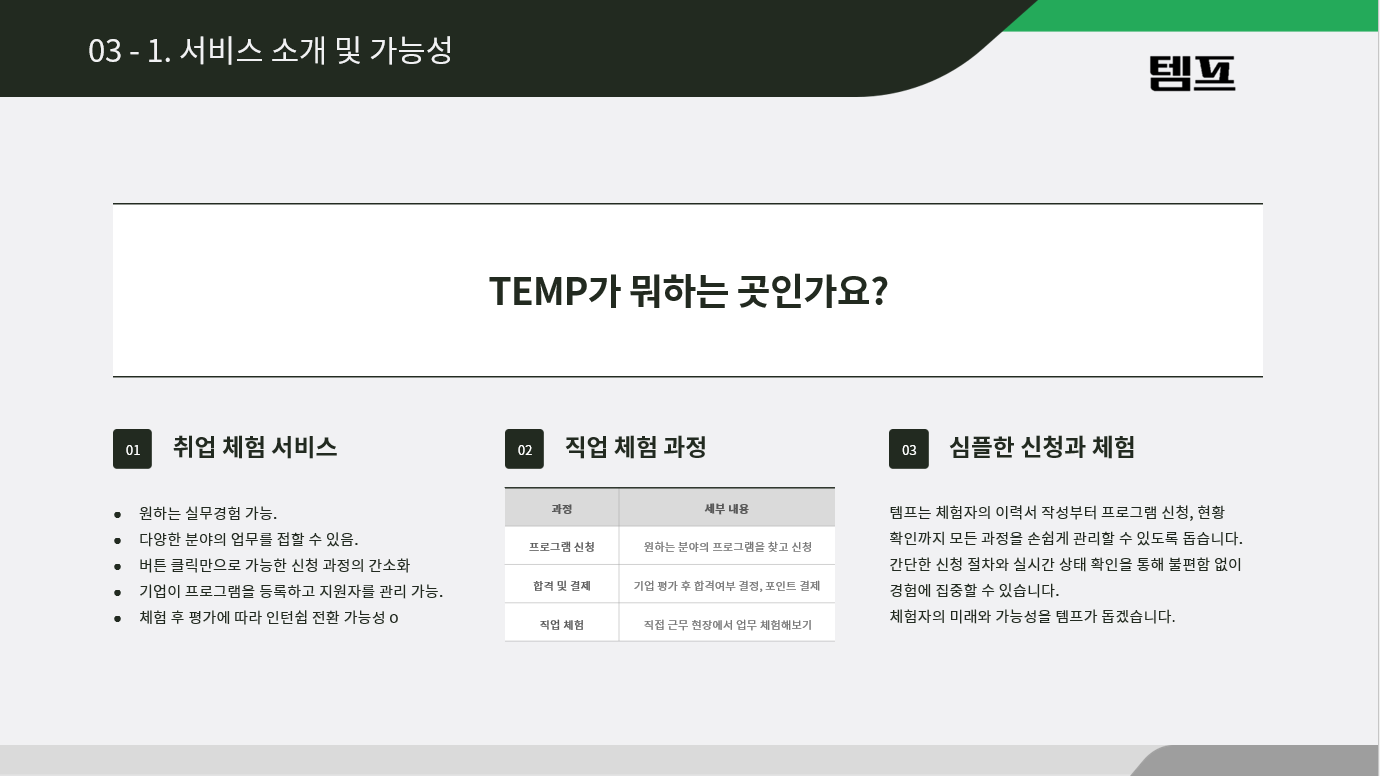 03 - 1. 서비스 소개 및 가능성
템프
TEMP가 뭐하는 곳인가요?
01 취업 체험 서비스
• 원하는 실무경험 가능.
• 다양한 분야의 업무를 접할 수 있음.
• 버튼 클릭만으로 가능한 신청 과정의 간소화
• 기업이 프로그램을 등록하고 지원자를 관리 가능.
• 체험 후 평가에 따라 인턴쉽 전환 가능성 o
02 직업 체험 과정
과정 세부 내용
프로그램 신청 원하는 분야의 프로그램을 찾고 신청
합격 및 결제 기업 평가 후 합격여부 결정, 포인트 결제
직업 체험 직접 근무 현장에서 업무 체험해보기
03 심플한 신청과 체험
템프는 체험자의 이력서 작성부터 프로그램 신청, 현황
확인까지 모든 과정을 손쉽게 관리할 수 있도록 돕습니다.
간단한 신청 절차와 실시간 상태 확인을 통해 불편함 없이
경험에 집중할 수 있습니다.
체험자의 미래와 가능성을 템프가 돕겠습니다.